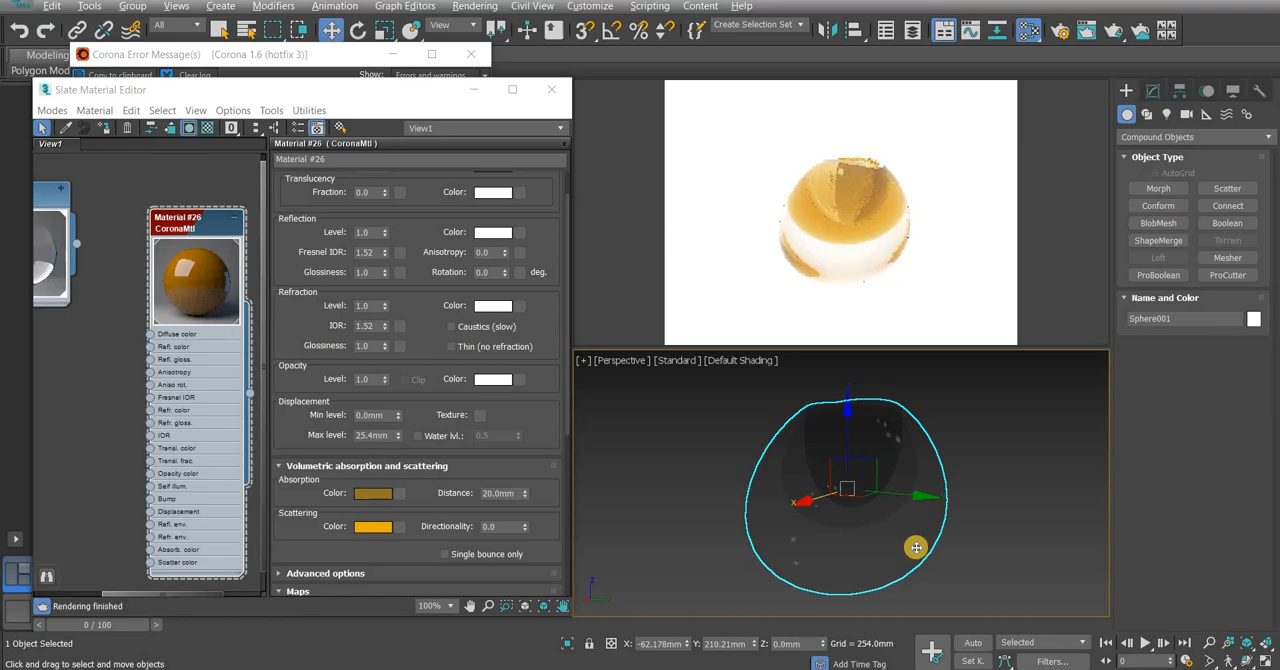 Edit Tools Group Views Create Modifiers Animation Graph Editors Rendering Civil View Customize Scripting Content Help
All View Create Selection Set
Modeling
Polygon Mod
Corona Error Message(s) [Corona 1.6 (hotfix 3)]
Copy to clipboard Clear log Show: Errors and warnings
Slate Material Editor
Modes Material Edit Select View Options Tools Utilities
View1
View1
Material #26 ( CoronaMtl )
Material #26
Material #26
CoronaMtl
Diffuse color
Refl. color
Refl. gloss.
Anisotropy
Aniso rot.
Fresnel IOR
Refr. color
Refr. gloss.
IOR
Transl. color
Transl. frac.
Opacity color
Self illum.
Bump
Displacement
Refl. env.
Refr. env.
Absorb. color
Scatter color
Translucency
Fraction: 0.0 Color:
Reflection
Level: 1.0 Color:
Fresnel IOR: 1.52 Anisotropy: 0.0
Glossiness: 1.0 Rotation: 0.0 deg.
Refraction
Level: 1.0 Color:
IOR: 1.52 Caustics (slow)
Glossiness: 1.0 Thin (no refraction)
Opacity
Level: 1.0 Clip Color:
Displacement
Min level: 0.0mm Texture:
Max level: 25.4mm Water lvl.: 0.5
Volumetric absorption and scattering
Absorption
Color: Distance: 20.0mm
Scattering
Color: Directionality: 0.0
Single bounce only
Advanced options
Maps
Rendering finished
100%
[+] [Perspective ] [Standard ] [Default Shading ]
x
z
Compound Objects
Object Type
AutoGrid
Morph Scatter
Conform Connect
BlobMesh Boolean
ShapeMerge Terrain
Loft Mesher
ProBoolean ProCutter
Name and Color
Sphere001
0 / 100
1 Object Selected
Click and drag to select and move objects
X: -62.178mm Y: 210.21mm Z: 0.0mm Grid = 254.0mm
Add Time Tag
Auto Selected
Set K. Filters...
0